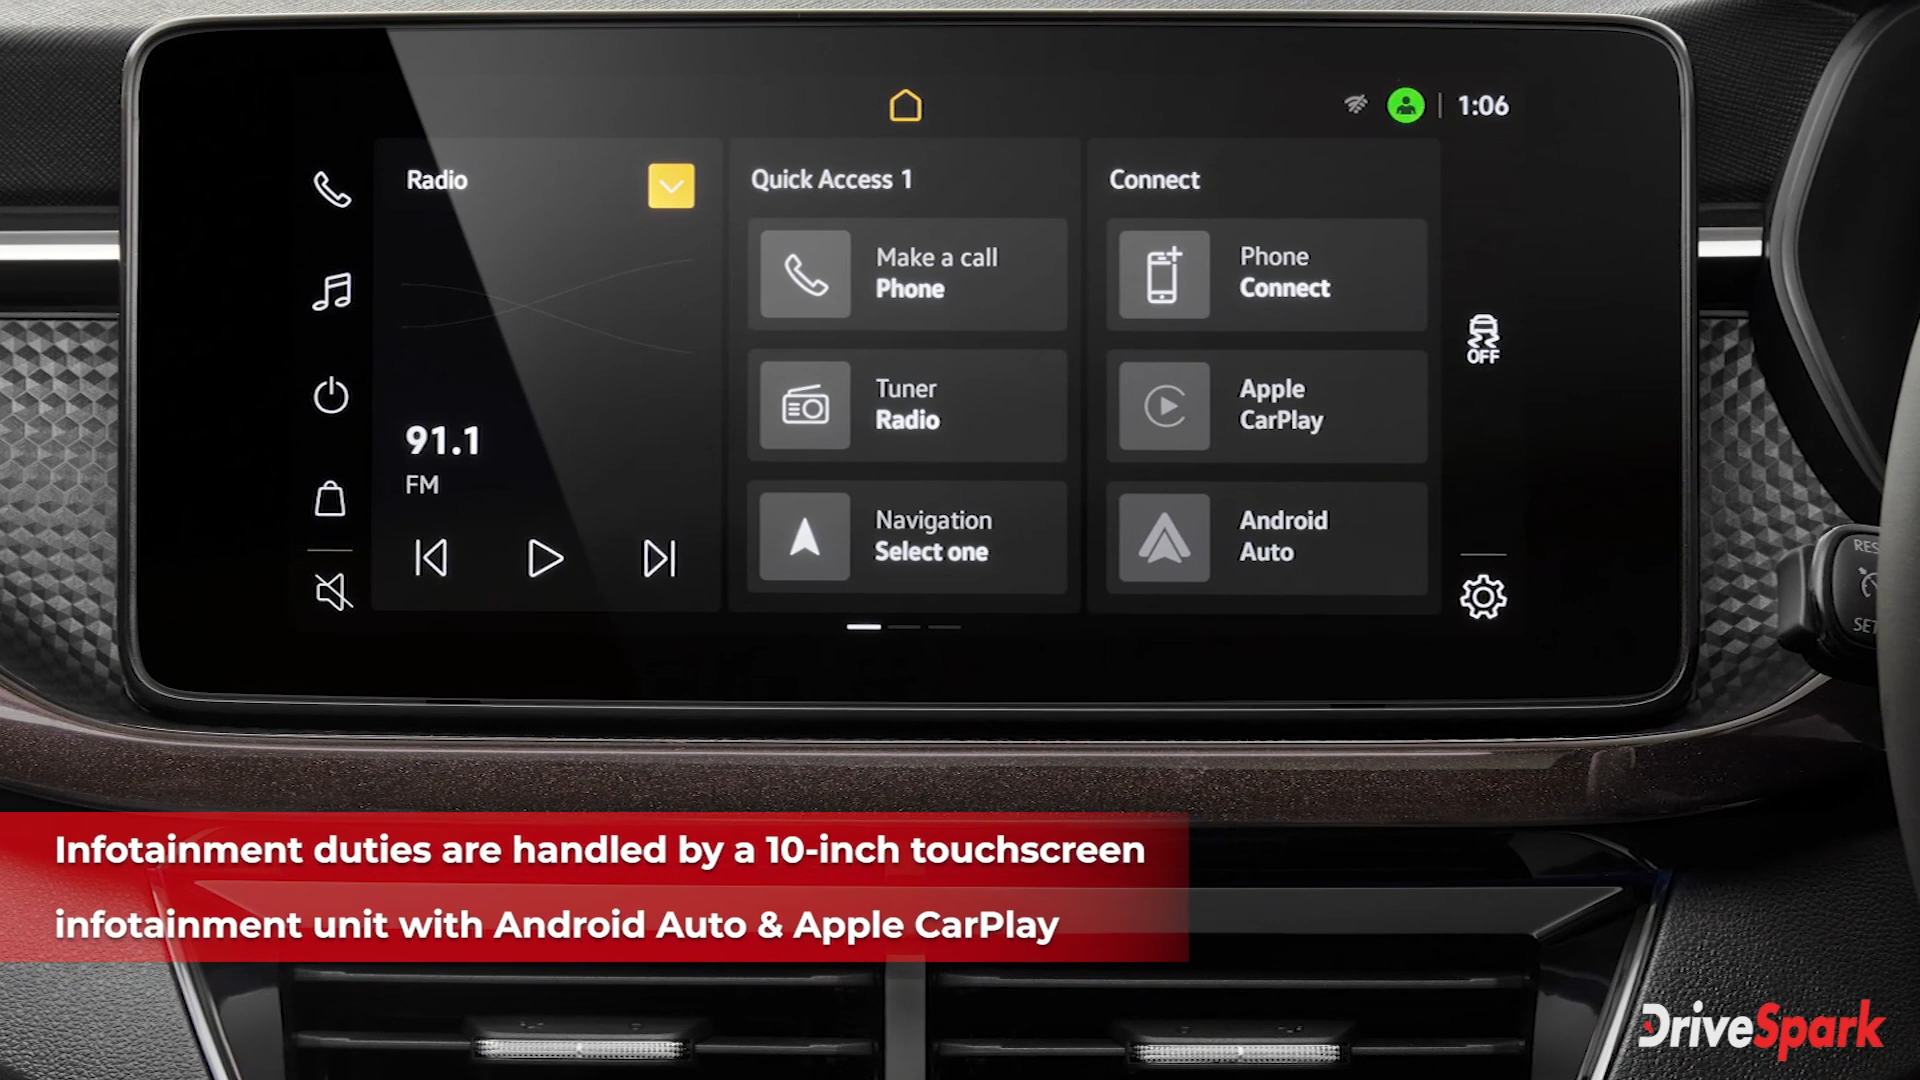 1:06
Radio
91.1
FM
Quick Access 1
Make a call
Phone
Tuner
Radio
Navigation
Select one
Connect
Phone
Connect
Apple
CarPlay
Android
Auto
OFF
Infotainment duties are handled by a 10-inch touchscreen
infotainment unit with Android Auto & Apple CarPlay
DriveSpark